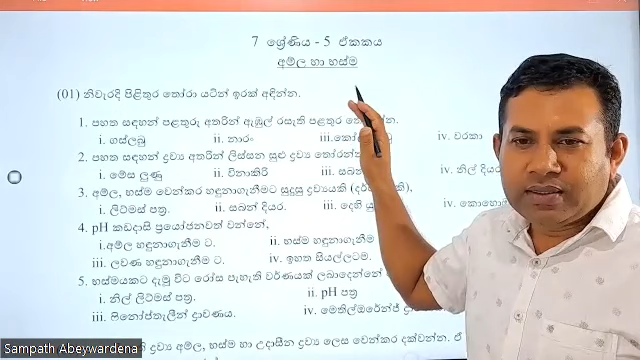 7 ශ්‍රේණිය - 5 ඒකකය
අම්ල හා භස්ම
(01) නිවැරදි පිළිතුර තෝරා යටින් ඉරක් අඳින්න.
1. පහත සඳහන් පළතුරු අතරින් ඇඹුල් රසැති පළතුර
i. ගස්ලබු ii. නාරං iii. iv. වරකා
2. පහත සඳහන් ද්‍රව්‍ය අතරින් ලිස්සන සුළු ද්‍රව්‍ය
i. මේස ලුණු ii. විනාකිරි iii. iv. නිල්
3. අම්ල, භස්ම වෙන්කර හඳුනාගැනීමට සුදුසු ද්‍රව්‍යයකි
i. ලිට්මස් පත්‍ර. ii. සබන් දියර. iii. දෙහි iv.
4. pH කඩදාසි ප්‍රයෝජනවත් වන්නේ,
i.අම්ල හඳුනාගැනීම ට. ii. භස්ම හඳුනාගැනීම
iii. ලවණ හඳුනාගැනීම ට. iv. ඉහත සියල්ලටම.
5. භස්මයකට දැමූ විට රෝස පැහැති වර්ණයක් ලබාදෙන්නේ
i. නිල් ලිට්මස් පත්‍ර. ii. pH පත්‍ර
iii. ෆිනෝප්තැලීන් ද්‍රාවණය. iv. මෙතිල්ඔරේන්ජ්
ද්‍රව්‍ය අම්ල, භස්ම හා උදාසීන ද්‍රව්‍ය ලෙස වෙන්කර දක්වන්න. ඒ
Sampath Abeywardena